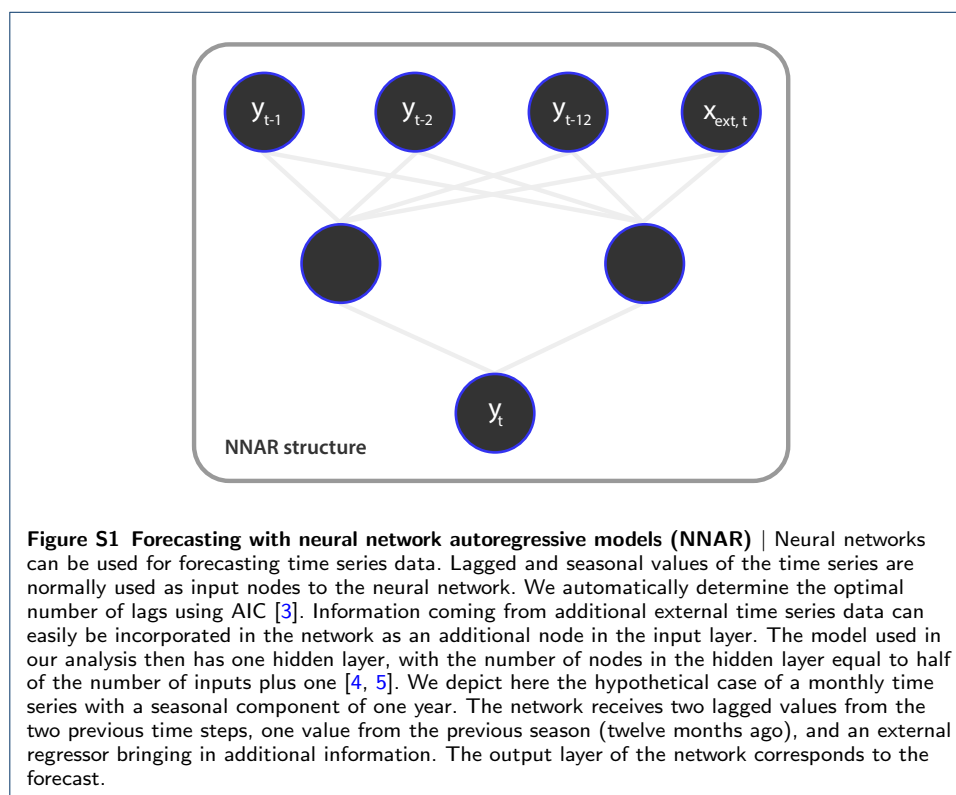 y t-1 y t-2 y t-12 x ext, t
y t
NNAR structure
Figure S1 Forecasting with neural network autoregressive models (NNAR) | Neural networks
can be used for forecasting time series data. Lagged and seasonal values of the time series are
normally used as input nodes to the neural network. We automatically determine the optimal
number of lags using AIC [3]. Information coming from additional external time series data can
easily be incorporated in the network as an additional node in the input layer. The model used in
our analysis then has one hidden layer, with the number of nodes in the hidden layer equal to half
of the number of inputs plus one [4, 5]. We depict here the hypothetical case of a monthly time
series with a seasonal component of one year. The network receives two lagged values from the
two previous time steps, one value from the previous season (twelve months ago), and an external
regressor bringing in additional information. The output layer of the network corresponds to the
forecast.